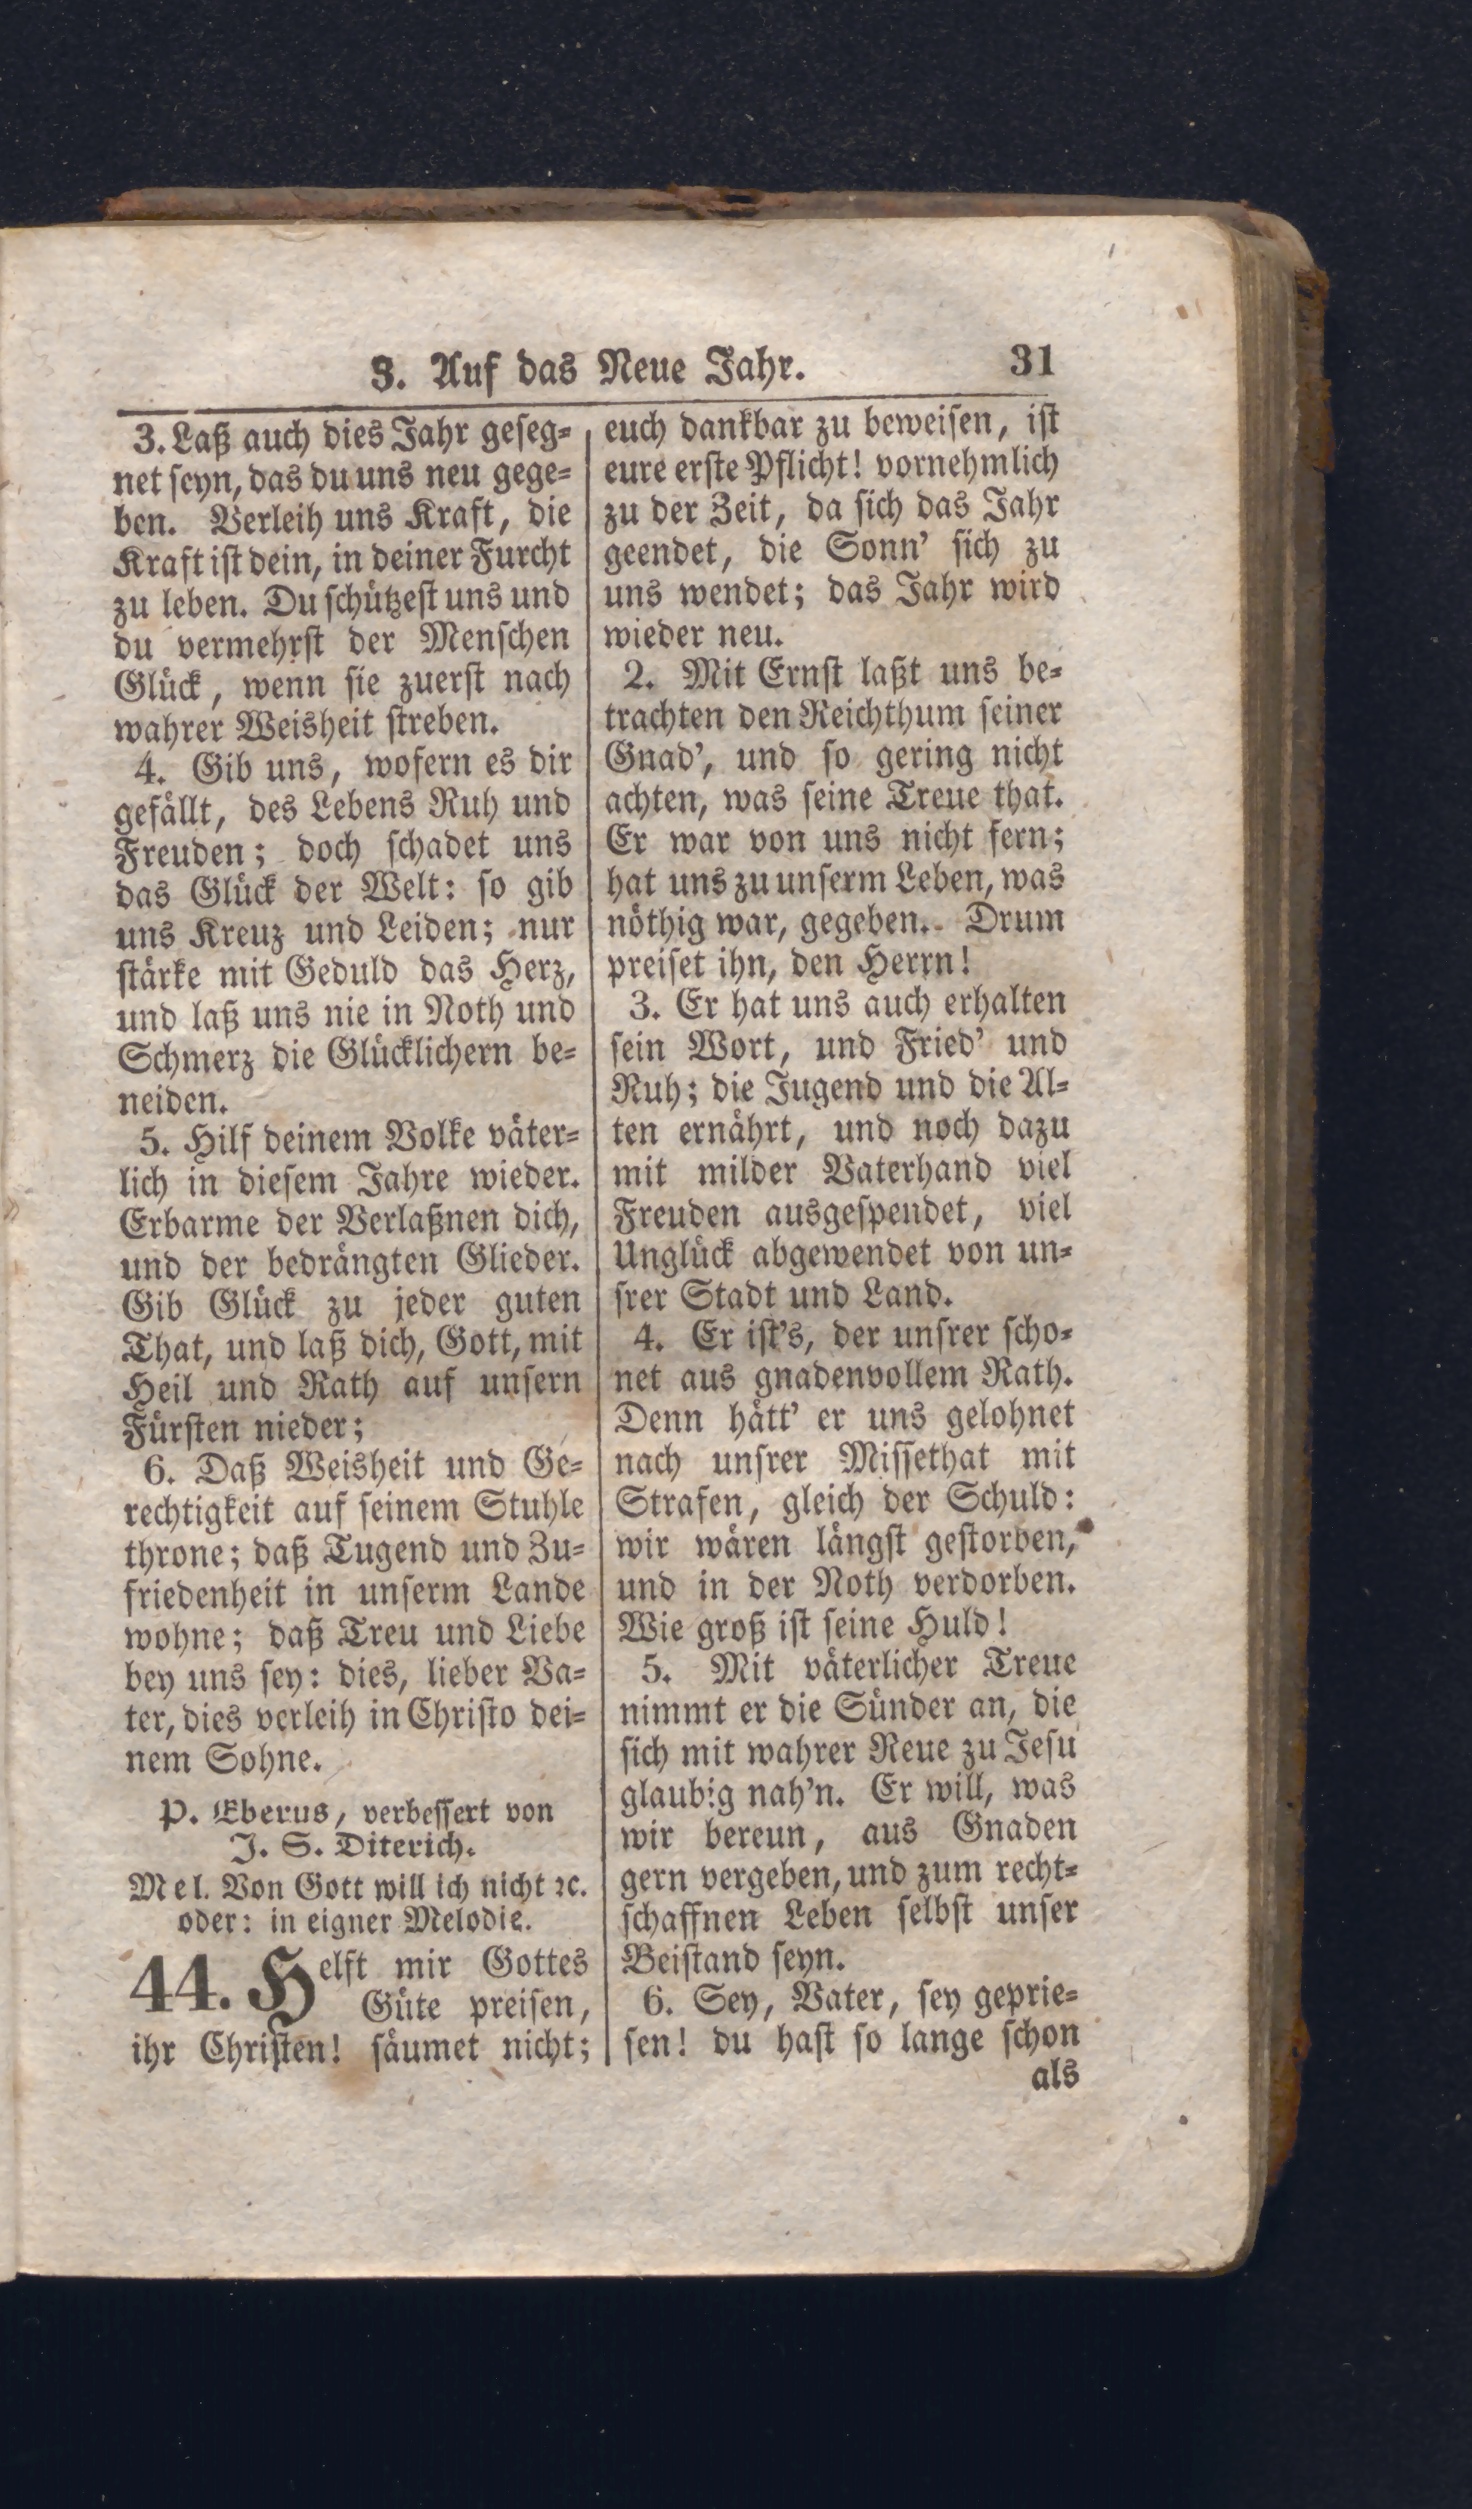 3. Auf das Neue Jahr. 31
3. Laß auch dies Jahr geseg-
net seyn, das du uns neu gege-
ben. Verleih uns Kraft, die
Kraft ist dein, in deiner Furcht
zu leben. Du schützest uns und
du vermehrst der Menschen
Glück, wenn sie zuerst nach
wahrer Weisheit streben.
4. Gib uns, wofern es dir
gefällt, des Lebens Ruh und
Freuden; doch schadet uns
das Glück der Welt: so gib
uns Kreuz und Leiden; nur
stärke mit Geduld das Herz,
und laß uns nie in Noth und
Schmerz die Glücklichern be-
neiden.
5. Hilf deinem Volke väter-
lich in diesem Jahre wieder.
Erbarme der Verlaßnen dich,
und der bedrängten Glieder.
Gib Glück zu jeder guten
That, und laß dich, Gott, mit
Heil und Rath auf unsern
Fürsten nieder;
6. Daß Weisheit und Ge-
rechtigkeit auf seinem Stuhle
throne; daß Tugend und Zu-
friedenheit in unserm Lande
wohne; daß Treu und Liebe
bey uns sey: dies, lieber Va-
ter, dies verleih in Christo dei-
nem Sohne.
P. Eberus, verbessert von
J. S. Diterich.
Mel. Von Gott will ich nicht ꝛc.
oder: in eigner Melodie.
44. Helft mir Gottes
Güte preisen,
ihr Christen! säumet nicht;
euch dankbar zu beweisen, ist
eure erste Pflicht! vornehmlich
zu der Zeit, da sich das Jahr
geendet, die Sonn' sich zu
uns wendet; das Jahr wird
wieder neu.
2. Mit Ernst laßt uns be-
trachten den Reichthum seiner
Gnad', und so gering nicht
achten, was seine Treue that.
Er war von uns nicht fern;
hat uns zu unserm Leben, was
nöthig war, gegeben. Drum
preiset ihn, den Herrn!
3. Er hat uns auch erhalten
sein Wort, und Fried' und
Ruh; die Jugend und die Al-
ten ernährt, und noch dazu
mit milder Vaterhand viel
Freuden ausgespendet, viel
Unglück abgewendet von un-
srer Stadt und Land.
4. Er ist's, der unsrer scho-
net aus gnadenvollem Rath.
Denn hätt' er uns gelohnet
nach unsrer Missethat mit
Strafen, gleich der Schuld:
wir wären längst gestorben,
und in der Noth verdorben.
Wie groß ist seine Huld!
5. Mit väterlicher Treue
nimmt er die Sünder an, die
sich mit wahrer Reue zu Jesu
glaubig nah'n. Er will, was
wir bereun, aus Gnaden
gern vergeben, und zum recht-
schaffnen Leben selbst unser
Beistand seyn.
6. Sey, Vater, sey geprie-
sen! du hast so lange schon
als